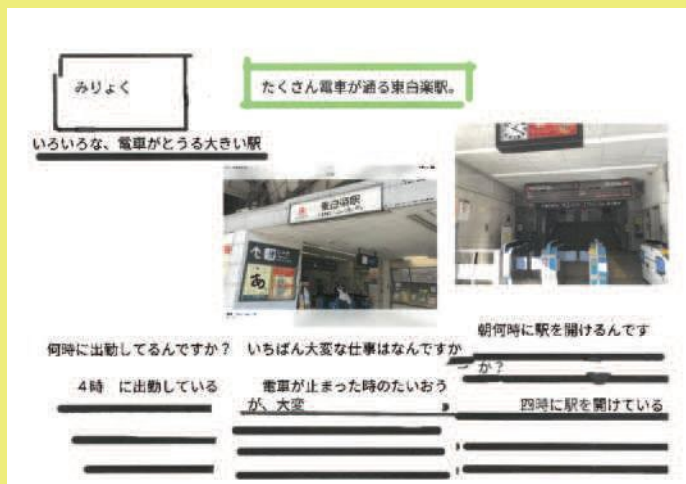 みりょく
たくさん電車が通る東白楽駅。
いろいろな、電車がとうる大きい駅
東白楽駅
あ
何時に出勤してるんですか？
４時　に出勤している
いちばん大変な仕事はなんですか
電車が止まった時のたいおう
が、大変
朝何時に駅を開けるんです
か？
四時に駅を開けている